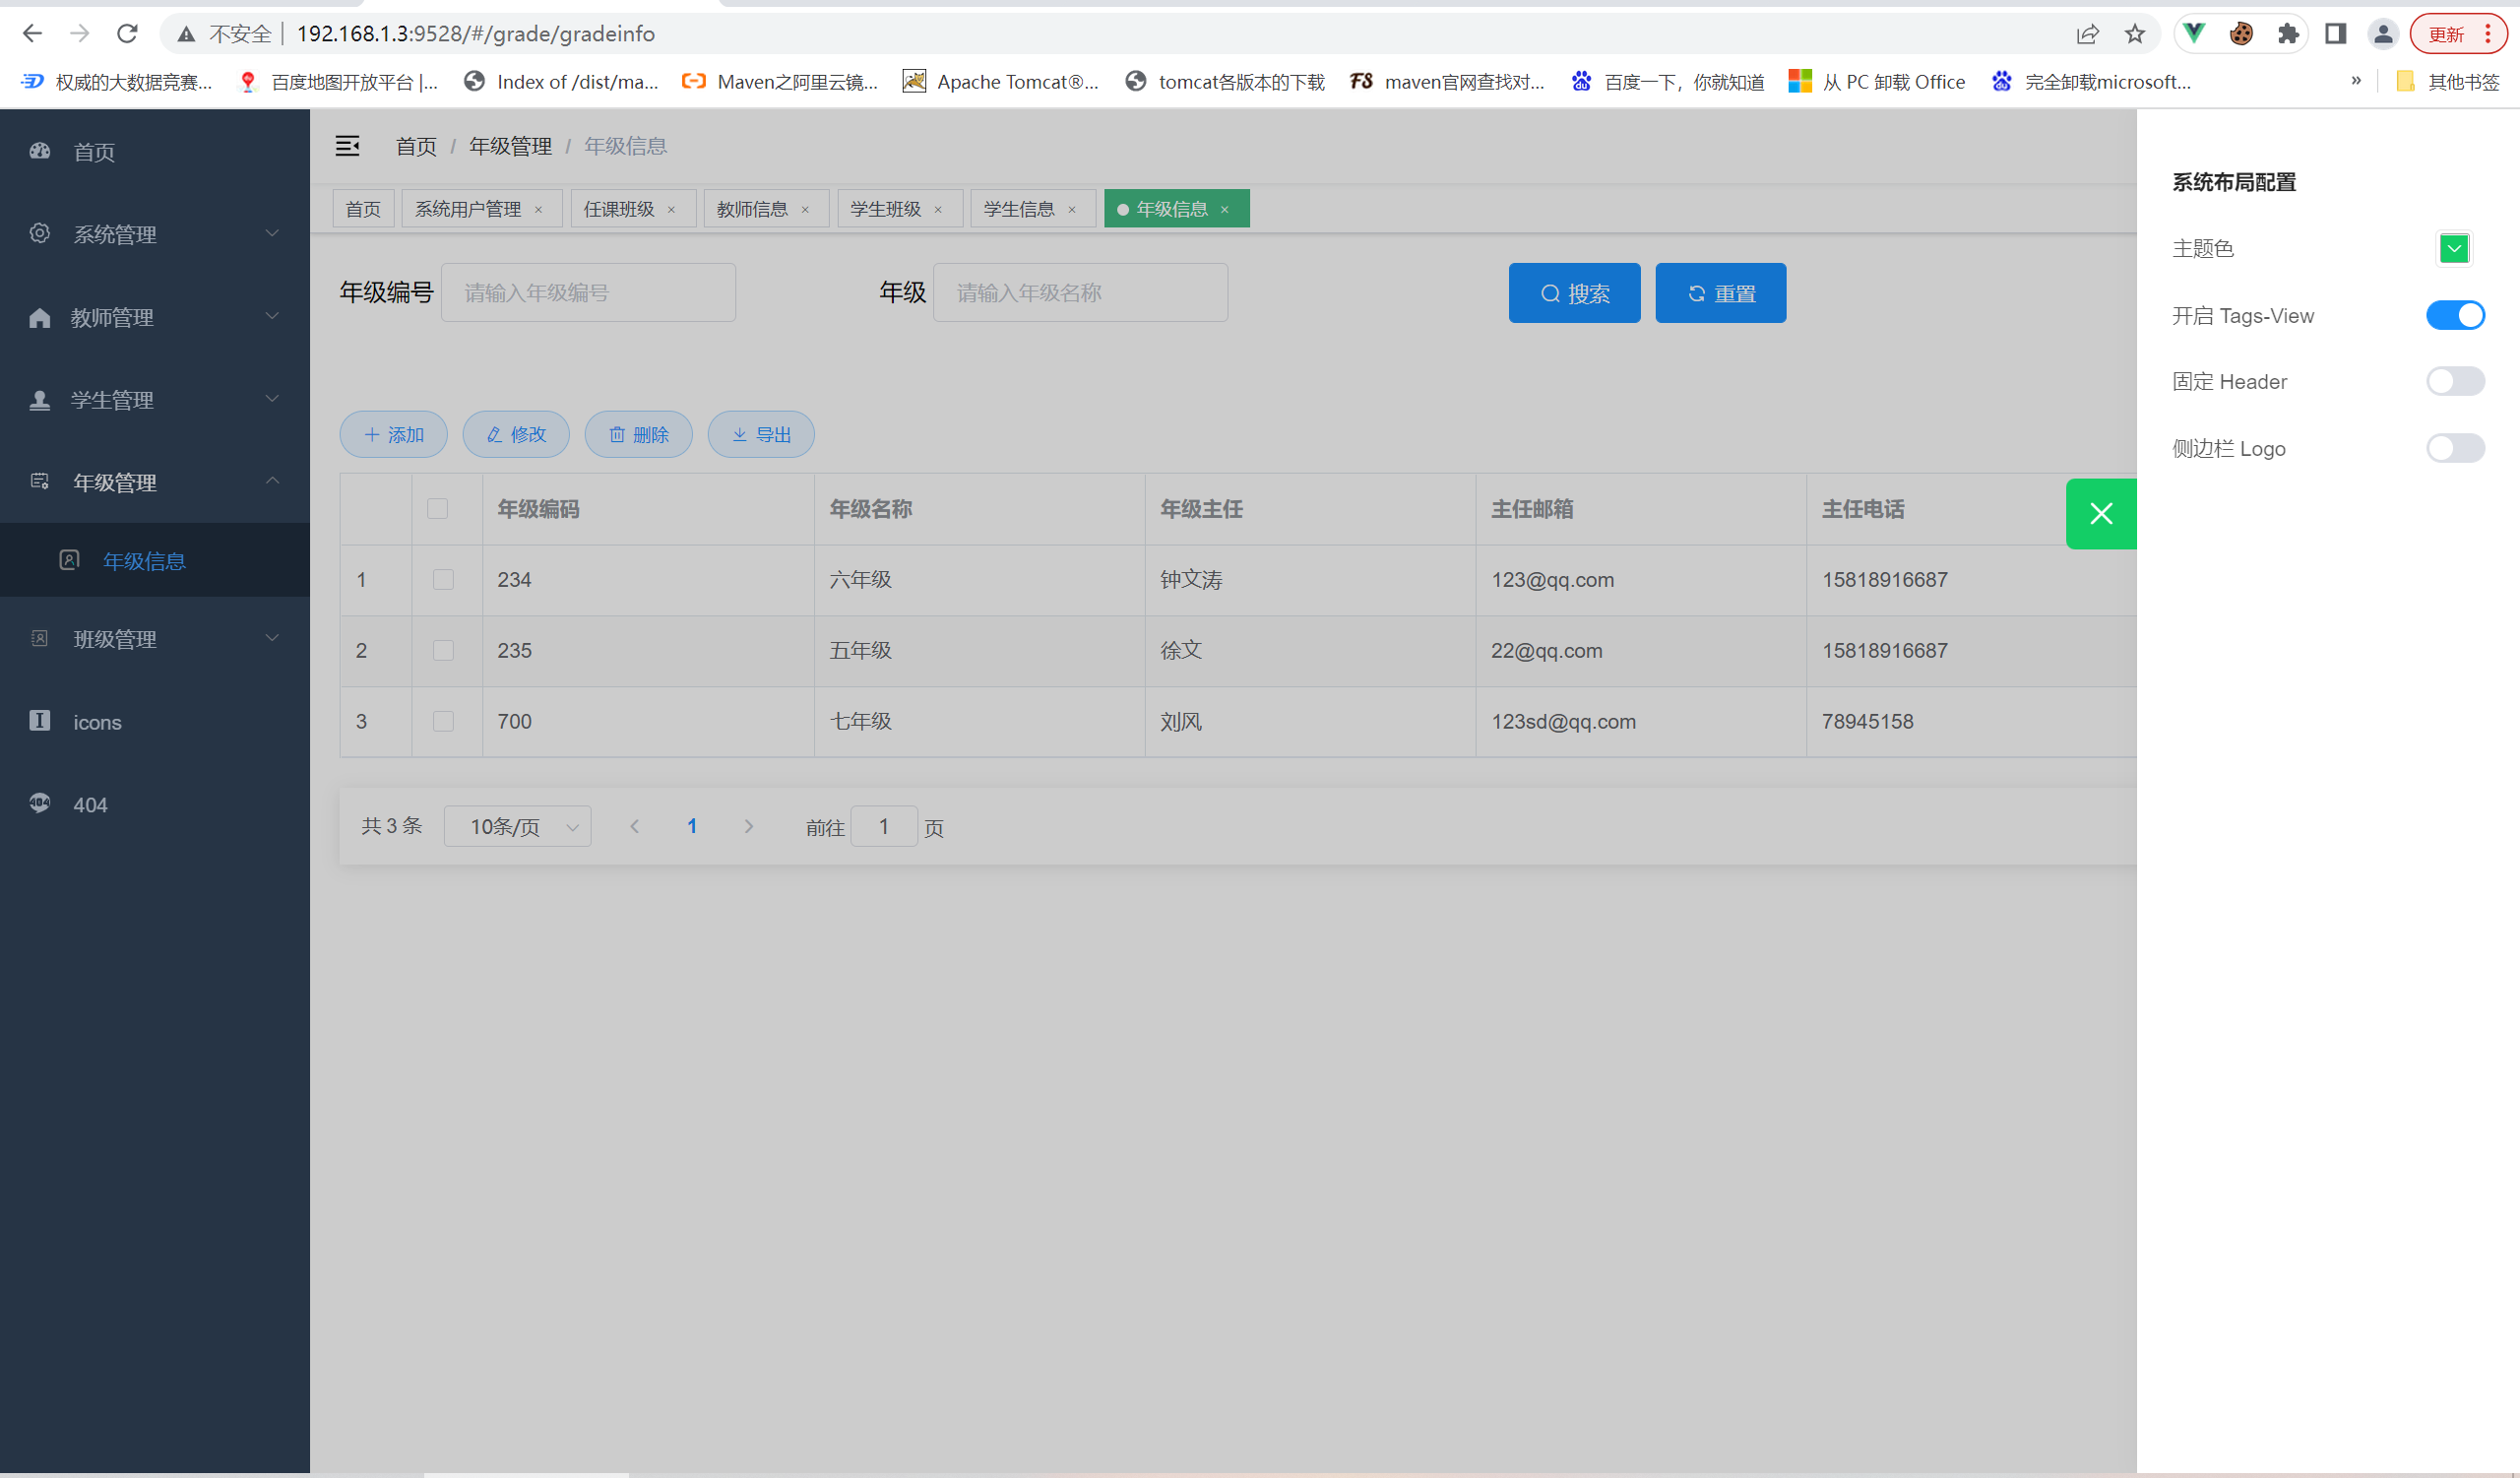 不安全 192.168.1.3:9528/#/grade/gradeinfo 更新
权威的大数据竞赛... 百度地图开放平台 |... Index of /dist/ma... Maven之阿里云镜... Apache Tomcat®... tomcat各版本的下载 maven官网查找对... 百度一下，你就知道 从 PC 卸载 Office 完全卸载microsoft... » 其他书签
首页
系统管理
教师管理
学生管理
年级管理
年级信息
班级管理
icons
404
首页 / 年级管理 / 年级信息
首页 系统用户管理 × 任课班级 × 教师信息 × 学生班级 × 学生信息 × 年级信息 ×
年级编号 请输入年级编号 年级 请输入年级名称 搜索 重置
添加 修改 删除 导出
年级编码 年级名称 年级主任 主任邮箱 主任电话
1 234 六年级 钟文涛 123@qq.com 15818916687
2 235 五年级 徐文 22@qq.com 15818916687
3 700 七年级 刘风 123sd@qq.com 78945158
共 3 条 10条/页 1 前往 1 页
系统布局配置
主题色
开启 Tags-View
固定 Header
侧边栏 Logo